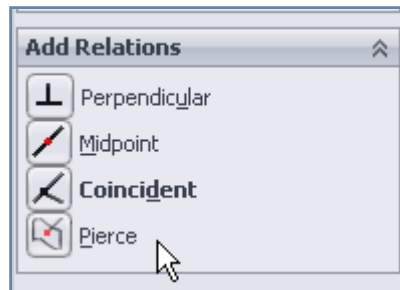 Add Relations
Perpendicular
Midpoint
Coincident
Pierce